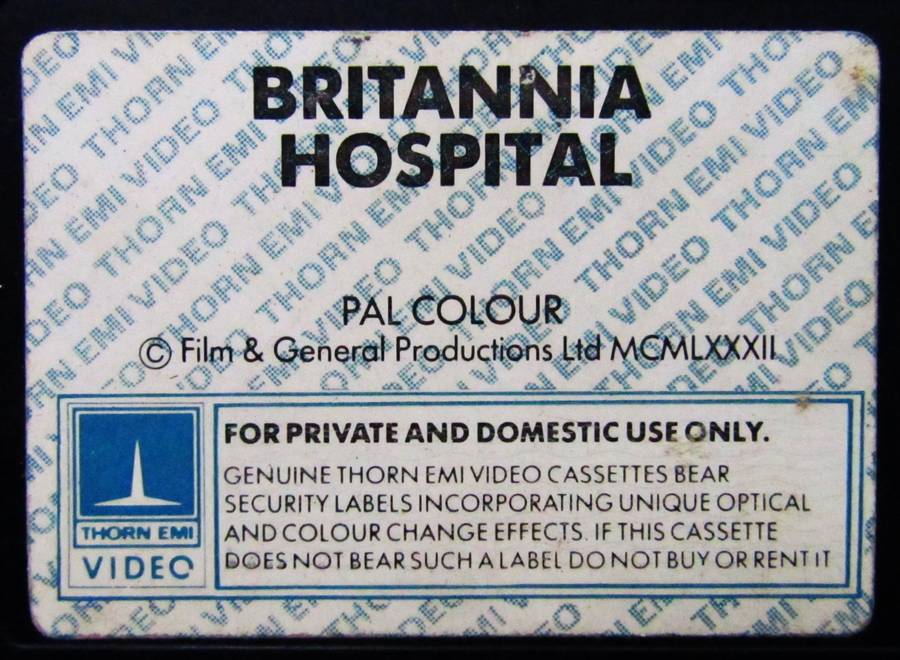 BRITANNIA
HOSPITAL
PAL COLOUR
© Film & General Productions Ltd MCMLXXXII
FOR PRIVATE AND DOMESTIC USE ONLY.
GENUINE THORN EMI VIDEO CASSETTES BEAR
SECURITY LABELS INCORPORATING UNIQUE OPTICAL
AND COLOUR CHANGE EFFECTS. IF THIS CASSETTE
DOES NOT BEAR SUCH A LABEL DO NOT BUY OR RENT IT
THORN EMI
VIDEO